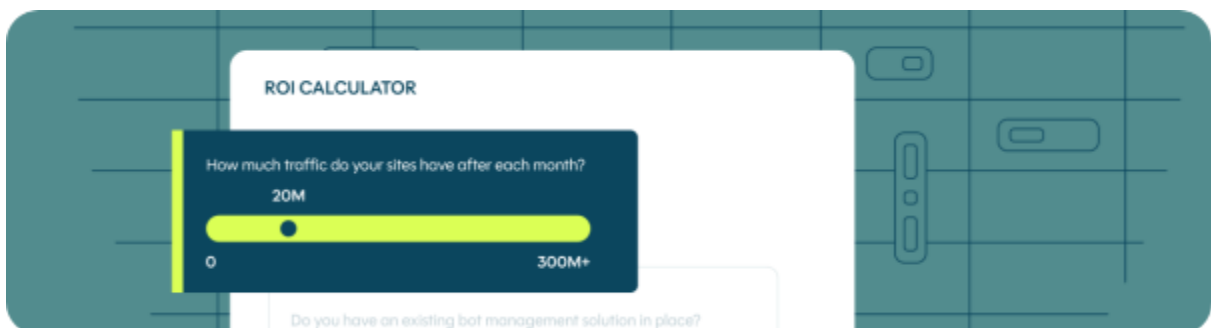 ROI CALCULATOR
How much traffic do your sites have after each month?
20M
0 300M+
Do you have an existing bot management solution in place?